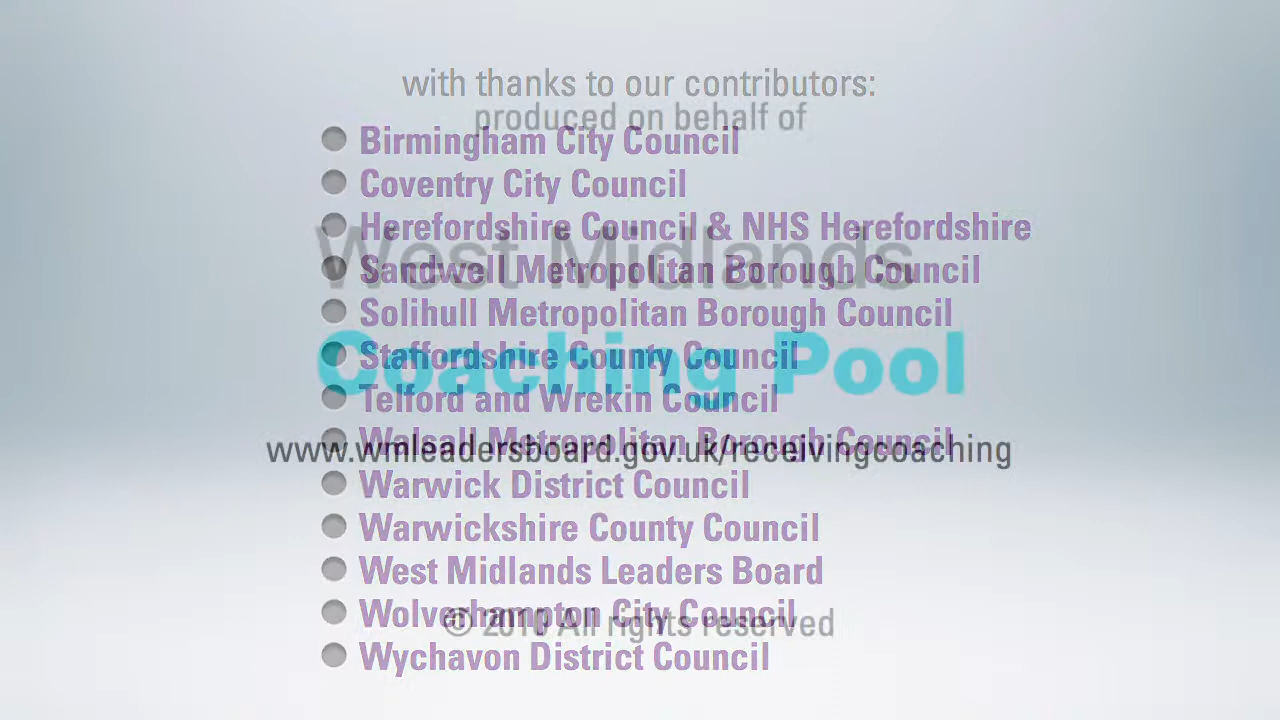 with thanks to our contributors:
produced on behalf of
Birmingham City Council
Coventry City Council
Herefordshire Council & NHS Herefordshire
West Midlands
Sandwell Metropolitan Borough Council
Solihull Metropolitan Borough Council
Staffordshire County Council
Coaching Pool
Telford and Wrekin Council
Walsall Metropolitan Borough Council
www.wmleadersboard.gov.uk/receivingcoaching
Warwick District Council
Warwickshire County Council
West Midlands Leaders Board
Wolverhampton City Council
© 2010 All rights reserved
Wychavon District Council